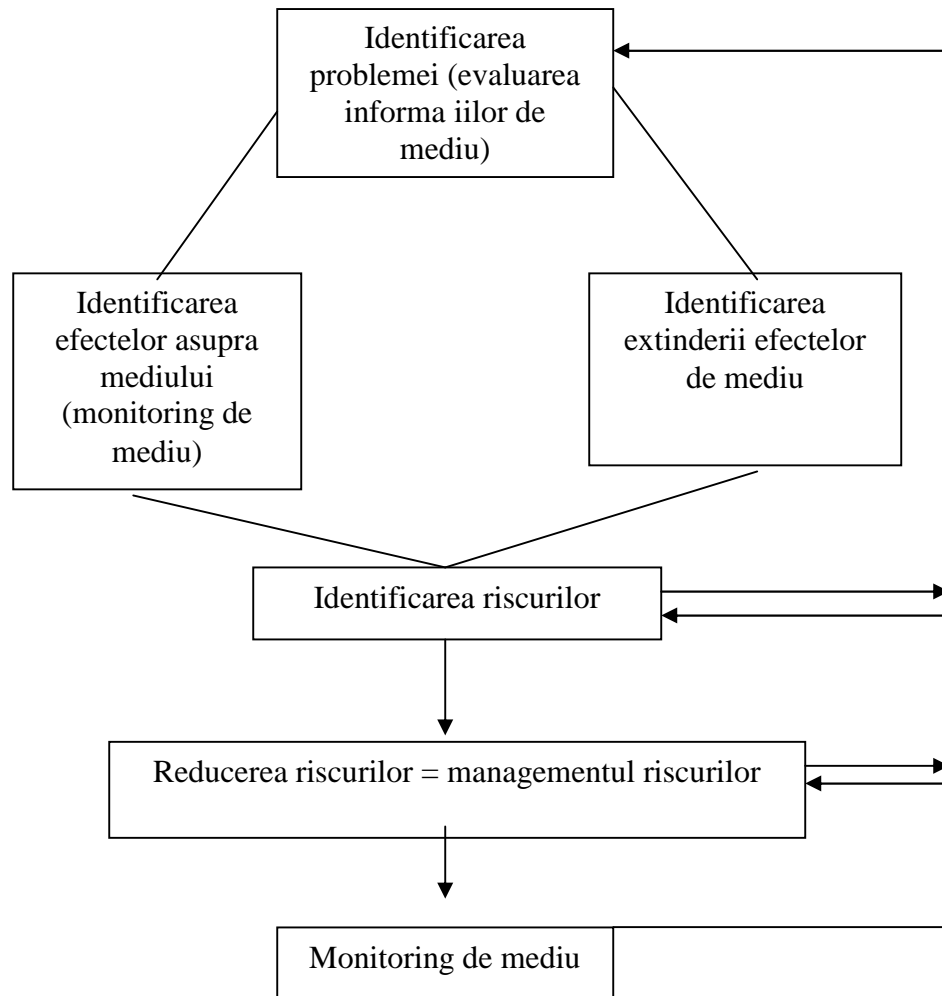 Identificarea
problemei (evaluarea
informa iilor de
mediu)
Identificarea
efectelor asupra
mediului
(monitoring de
mediu)
Identificarea
extinderii efectelor
de mediu
Identificarea riscurilor
Reducerea riscurilor = managementul riscurilor
Monitoring de mediu